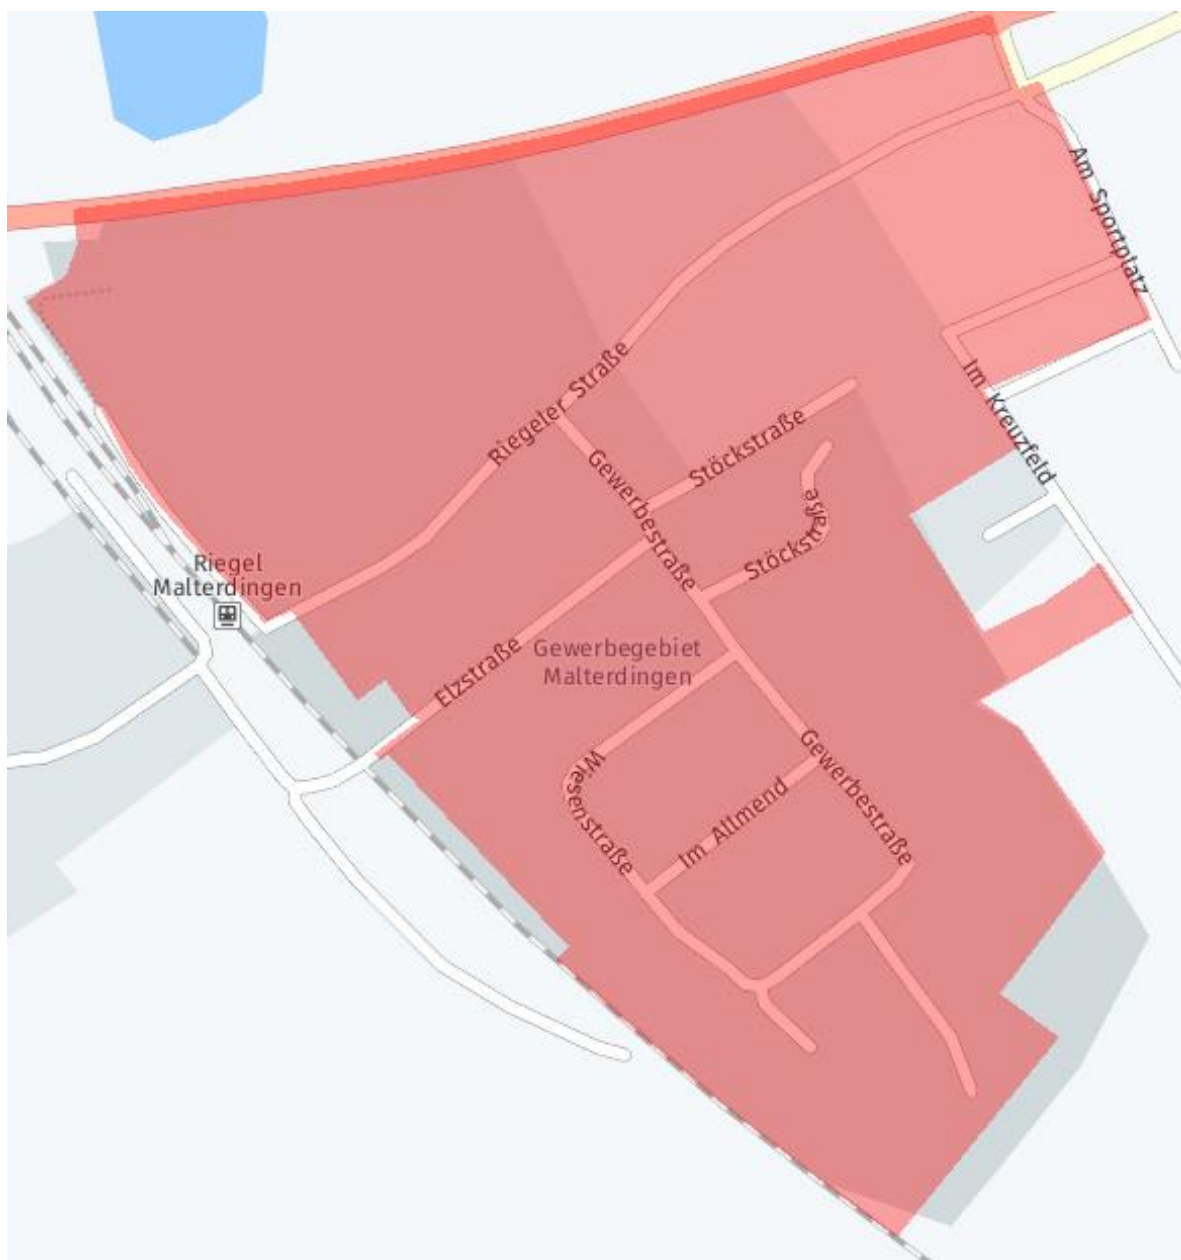 Am Sportplatz
Riegeler Straße
Im Kreuzfeld
Stöckstraße
Gewerbestraße
Stöckstraße
Riegel
Malterdingen
Elzstraße
Gewerbegebiet
Malterdingen
Wiesenstraße
Im Allmend
Gewerbestraße